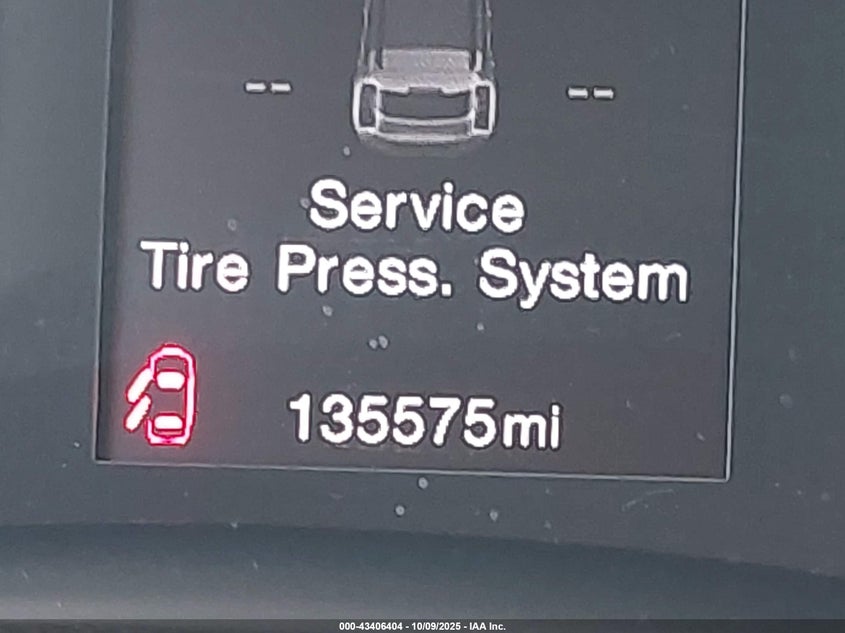 -- --
Service
Tire Press. System
135575mi
000-43406404 - 10/09/2025 - IAA Inc.